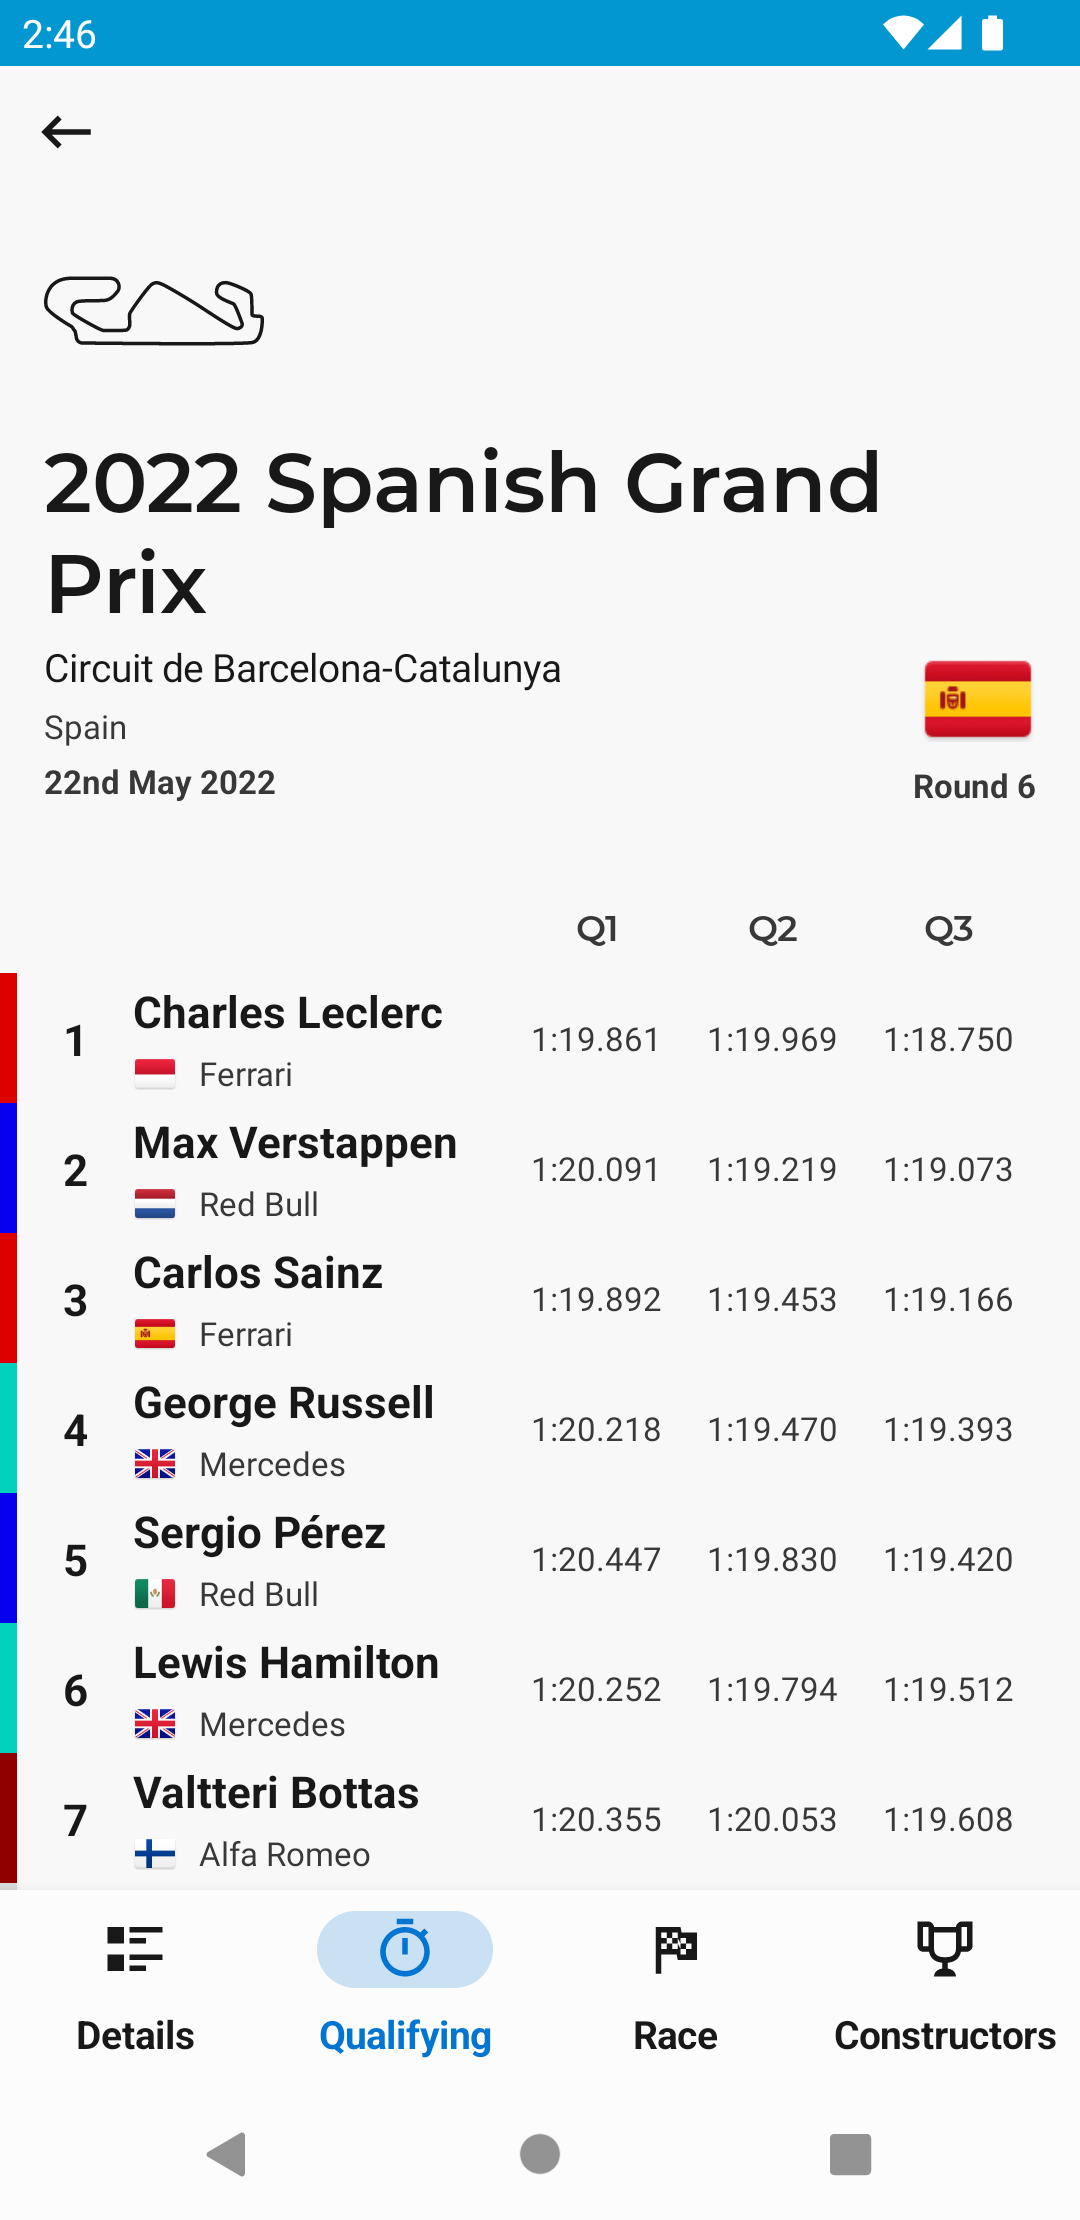 2:46
2022 Spanish Grand
Prix
Circuit de Barcelona-Catalunya
Spain
22nd May 2022
Round 6
Q1 Q2 Q3
1 Charles Leclerc 1:19.861 1:19.969 1:18.750
Ferrari
2 Max Verstappen 1:20.091 1:19.219 1:19.073
Red Bull
3 Carlos Sainz 1:19.892 1:19.453 1:19.166
Ferrari
4 George Russell 1:20.218 1:19.470 1:19.393
Mercedes
5 Sergio Pérez 1:20.447 1:19.830 1:19.420
Red Bull
6 Lewis Hamilton 1:20.252 1:19.794 1:19.512
Mercedes
7 Valtteri Bottas 1:20.355 1:20.053 1:19.608
Alfa Romeo
Details Qualifying Race Constructors